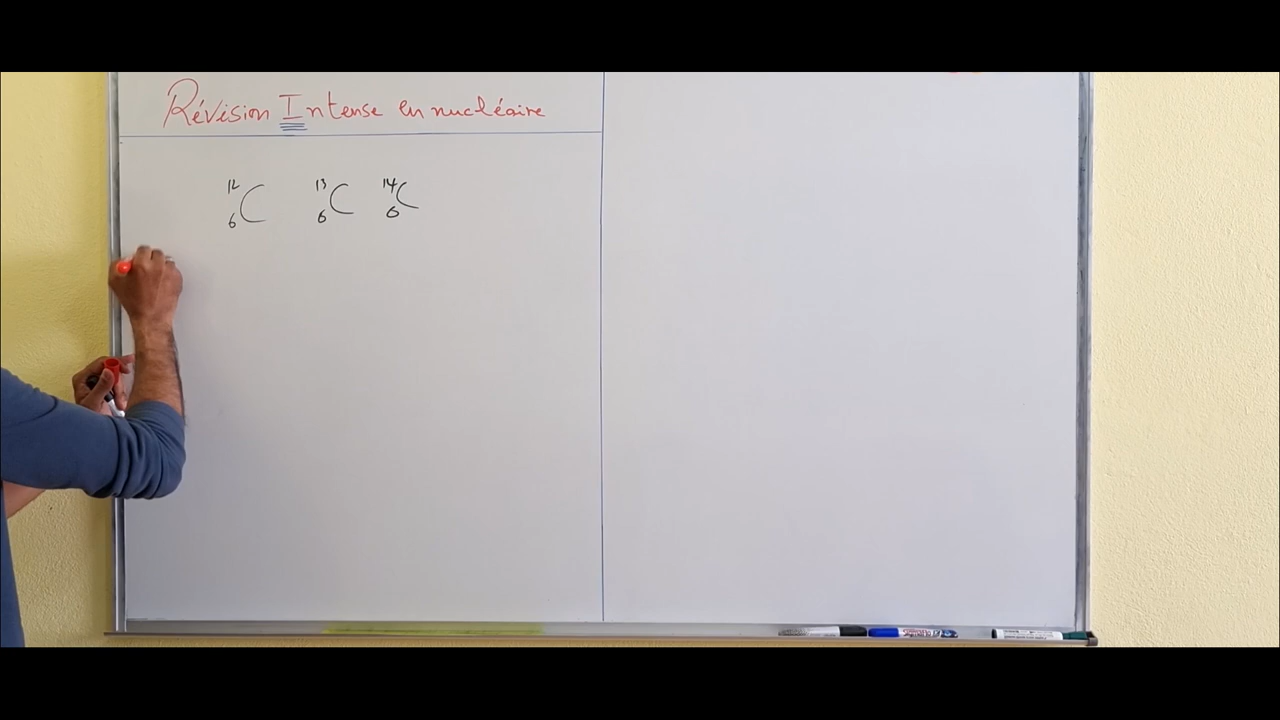 Révision Intense en nucléaire
¹²₆C ¹³₆C ¹⁴₆C